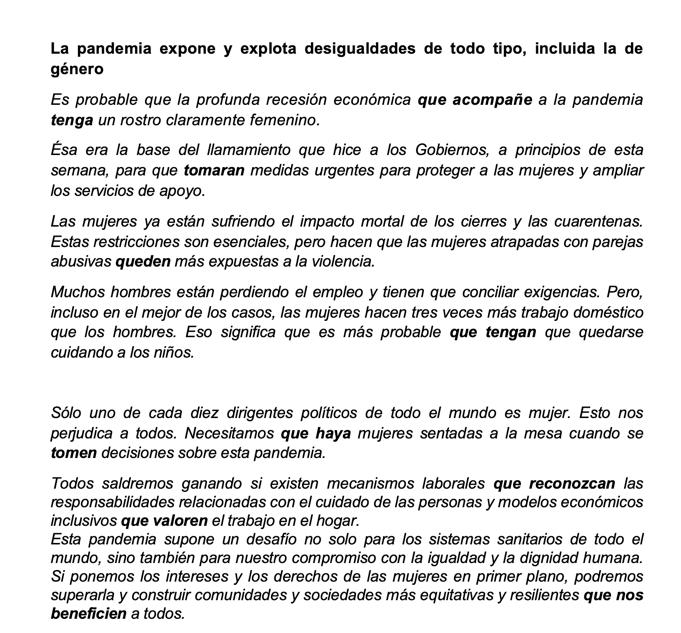 La pandemia expone y explota desigualdades de todo tipo, incluida la de
género
Es probable que la profunda recesión económica que acompañe a la pandemia
tenga un rostro claramente femenino.
Ésa era la base del llamamiento que hice a los Gobiernos, a principios de esta
semana, para que tomaran medidas urgentes para proteger a las mujeres y ampliar
los servicios de apoyo.
Las mujeres ya están sufriendo el impacto mortal de los cierres y las cuarentenas.
Estas restricciones son esenciales, pero hacen que las mujeres atrapadas con parejas
abusivas queden más expuestas a la violencia.
Muchos hombres están perdiendo el empleo y tienen que conciliar exigencias. Pero,
incluso en el mejor de los casos, las mujeres hacen tres veces más trabajo doméstico
que los hombres. Eso significa que es más probable que tengan que quedarse
cuidando a los niños.
Sólo uno de cada diez dirigentes políticos de todo el mundo es mujer. Esto nos
perjudica a todos. Necesitamos que haya mujeres sentadas a la mesa cuando se
tomen decisiones sobre esta pandemia.
Todos saldremos ganando si existen mecanismos laborales que reconozcan las
responsabilidades relacionadas con el cuidado de las personas y modelos económicos
inclusivos que valoren el trabajo en el hogar.
Esta pandemia supone un desafío no solo para los sistemas sanitarios de todo el
mundo, sino también para nuestro compromiso con la igualdad y la dignidad humana.
Si ponemos los intereses y los derechos de las mujeres en primer plano, podremos
superarla y construir comunidades y sociedades más equitativas y resilientes que nos
beneficien a todos.